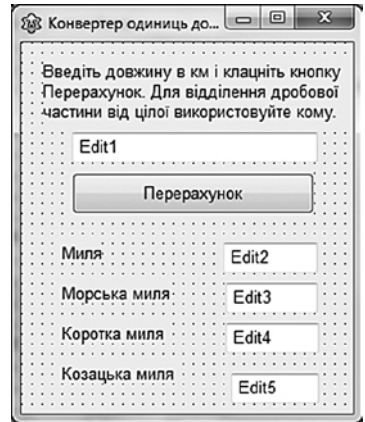 Конвертер одиниць до...
Введіть довжину в км і клацніть кнопку
Перерахунок. Для відділення дробової
частини від цілої використовуйте кому.
Edit1
Перерахунок
Миля Edit2
Морська миля Edit3
Коротка миля Edit4
Козацька миля Edit5